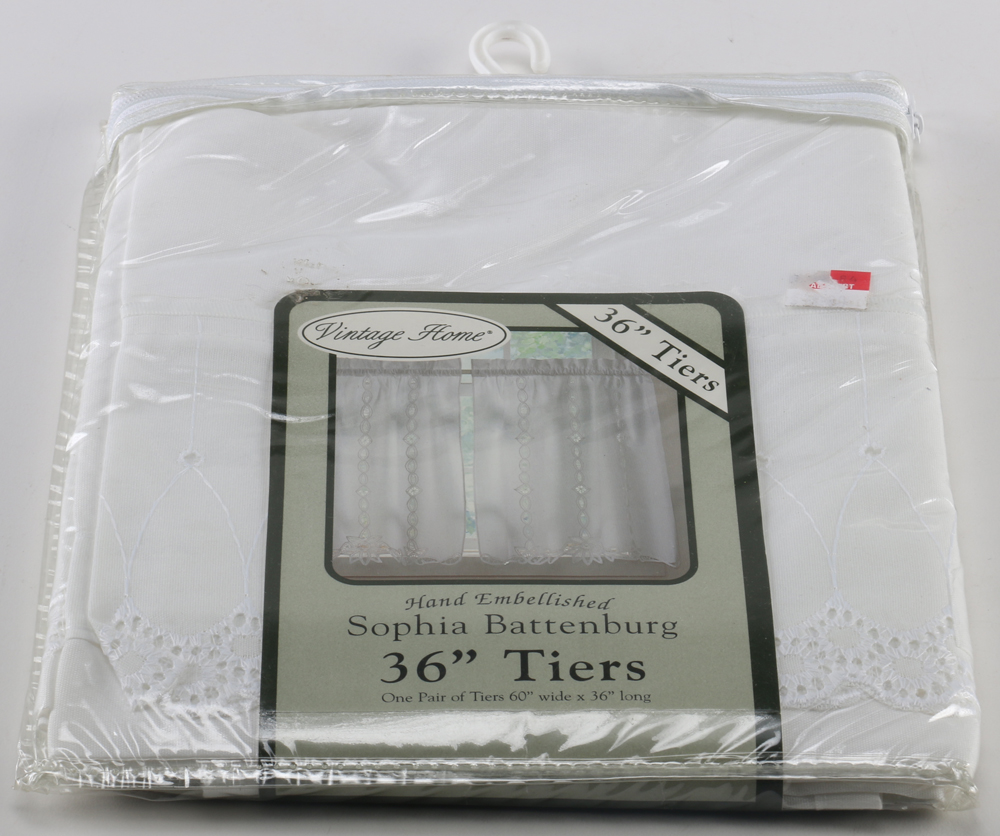 Vintage Home®
36” Tiers
Hand Embellished
Sophia Battenburg
36” Tiers
One Pair of Tiers 60” wide x 36” long